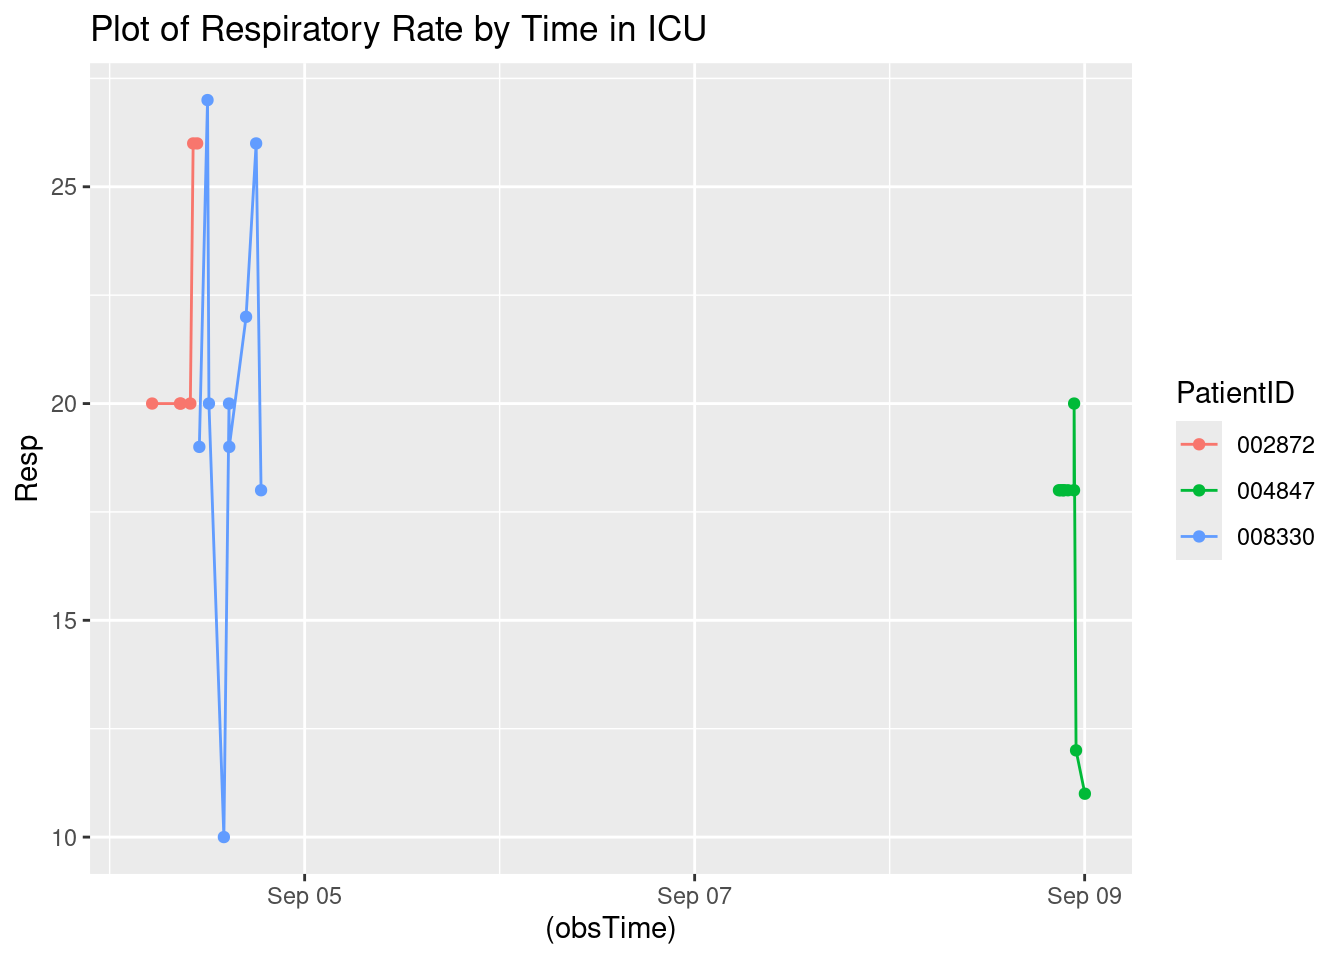 Plot of Respiratory Rate by Time in ICU
25
20
15
10
Resp
Sep 05
Sep 07
Sep 09
(obsTime)
PatientID
002872
004847
008330